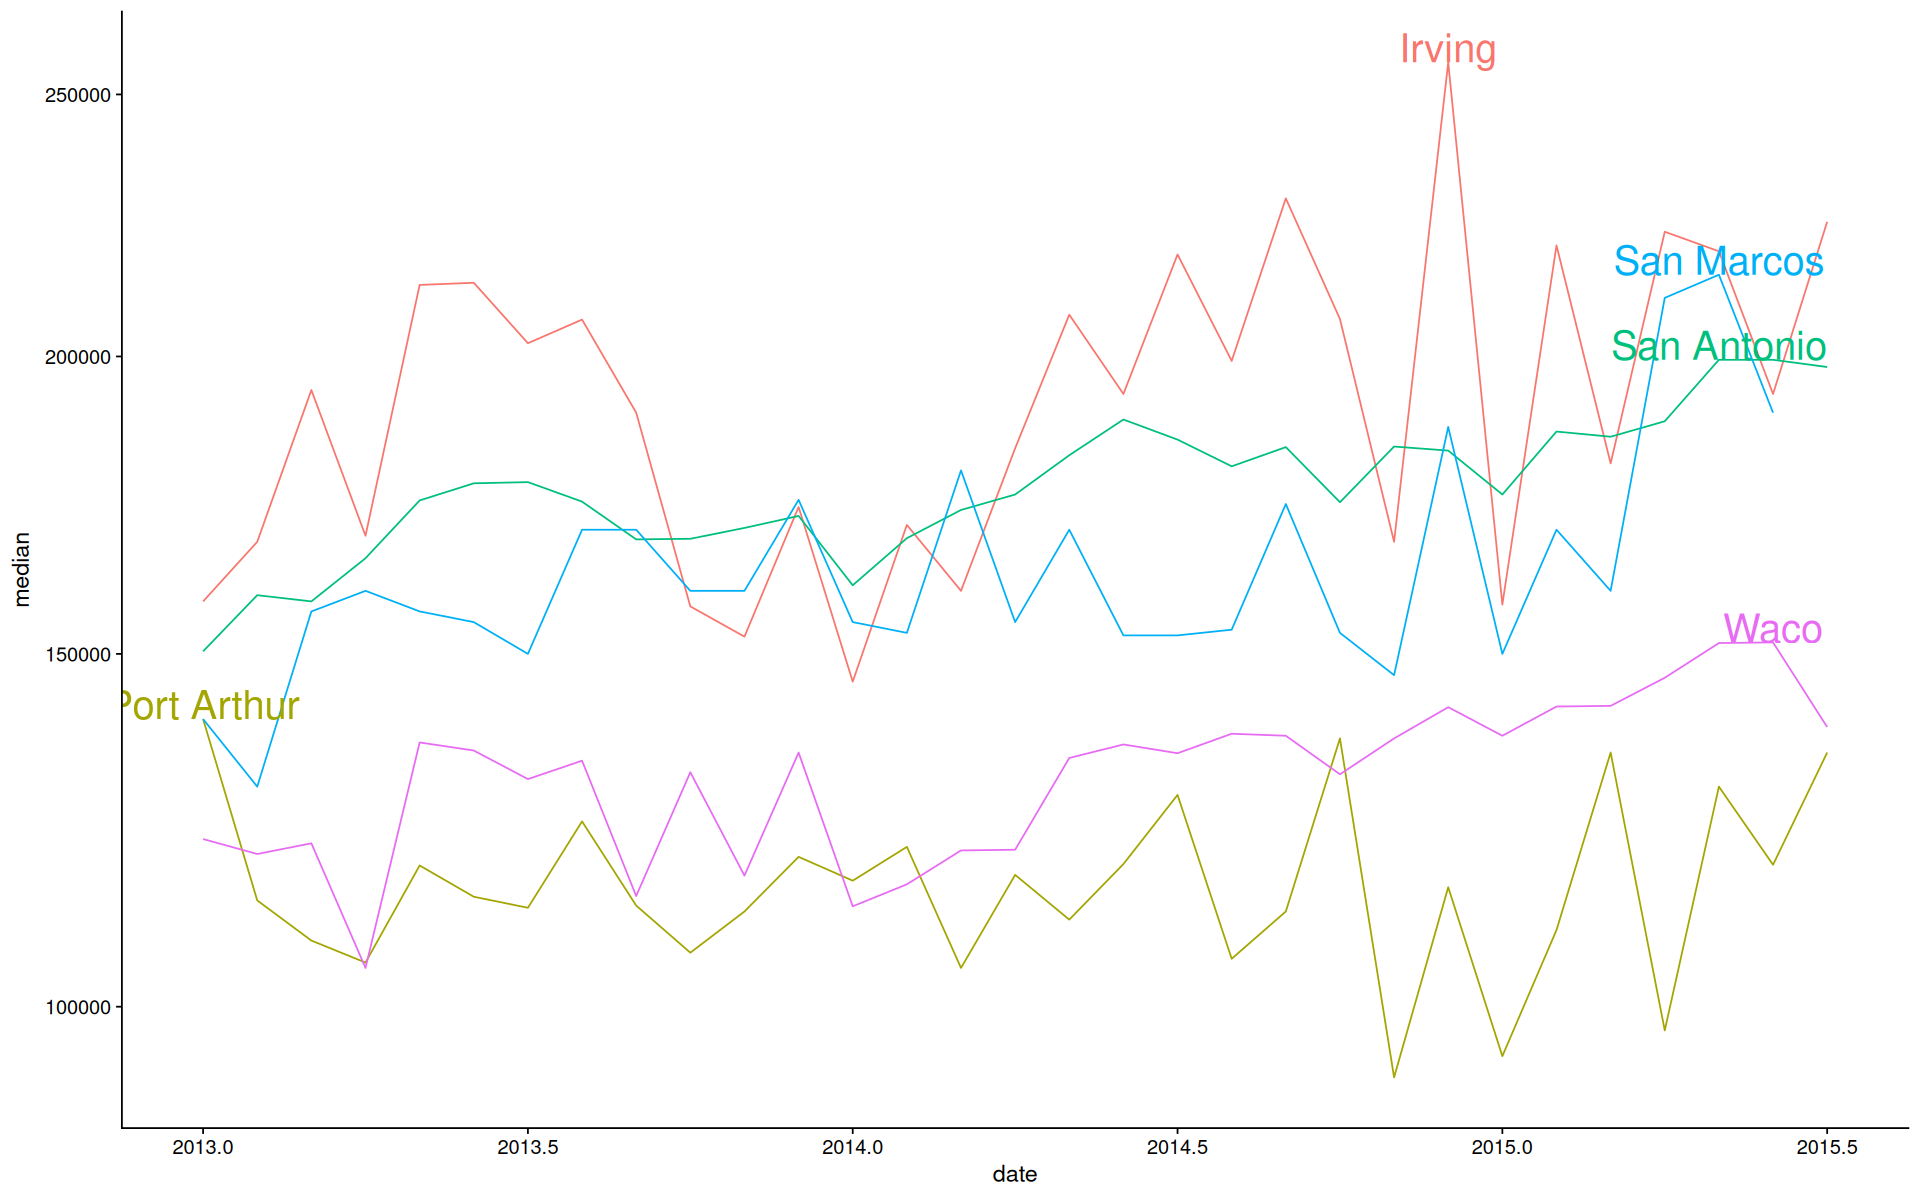 Irving
250000
San Marcos
200000
San Antonio
median
150000
Waco
Port Arthur
100000
2013.0
2013.5
2014.0
2014.5
2015.0
2015.5
date